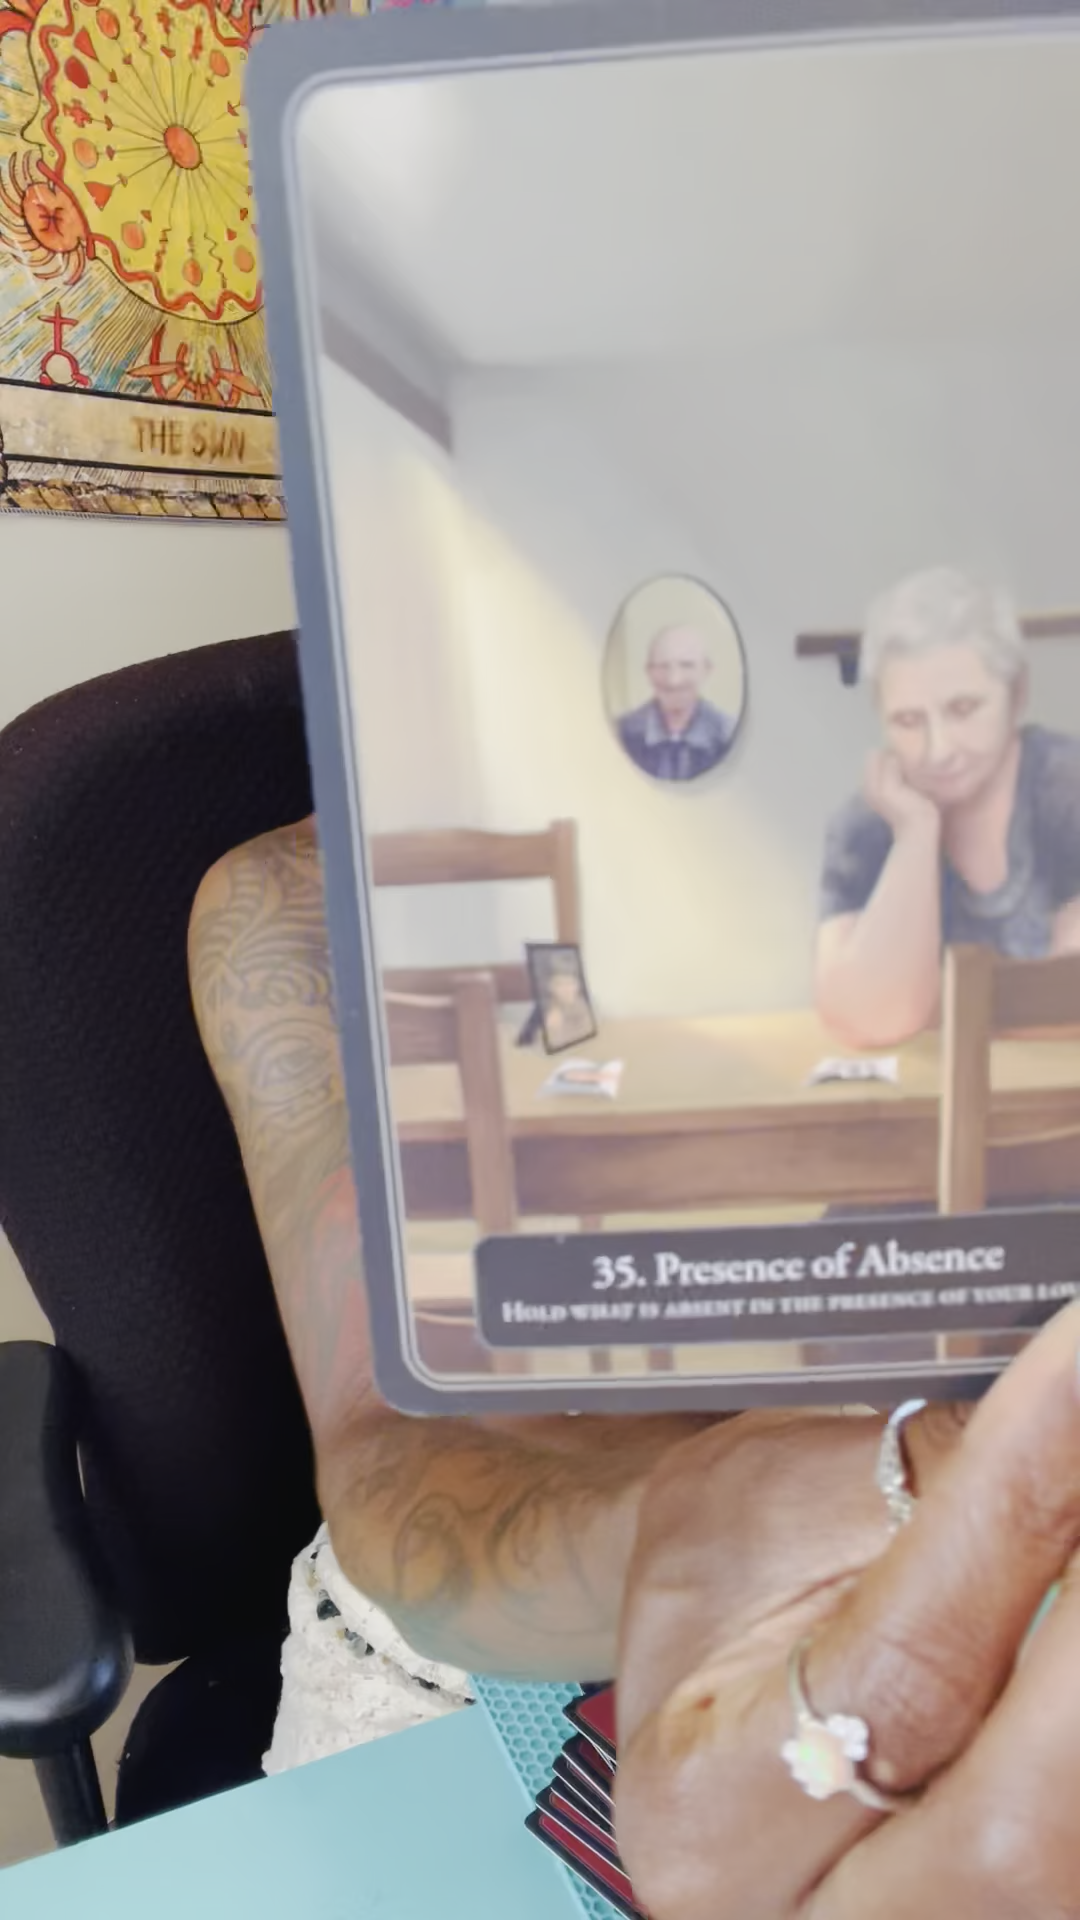 THE SUN
35. Presence of Absence
HOLD WHAT IS ABSENT IN THE PRESENCE OF YOUR